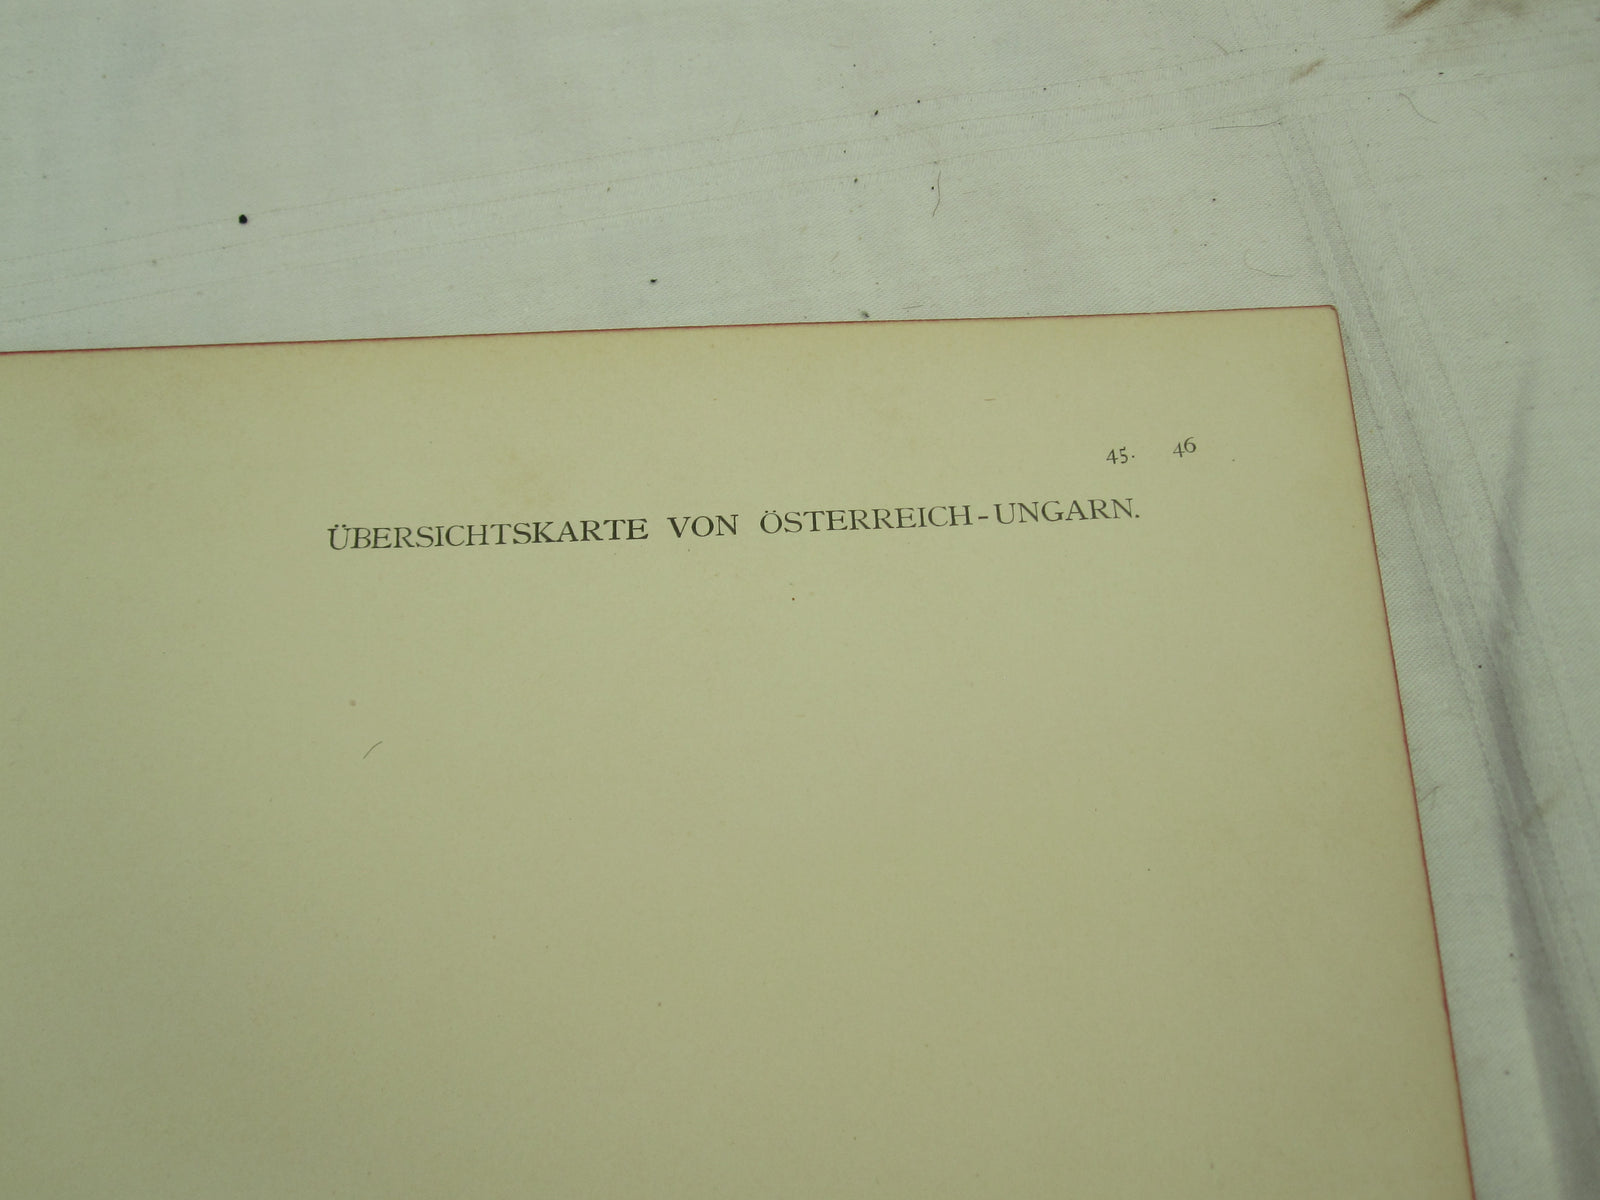 45. 46
ÜBERSICHTSKARTE VON ÖSTERREICH-UNGARN.